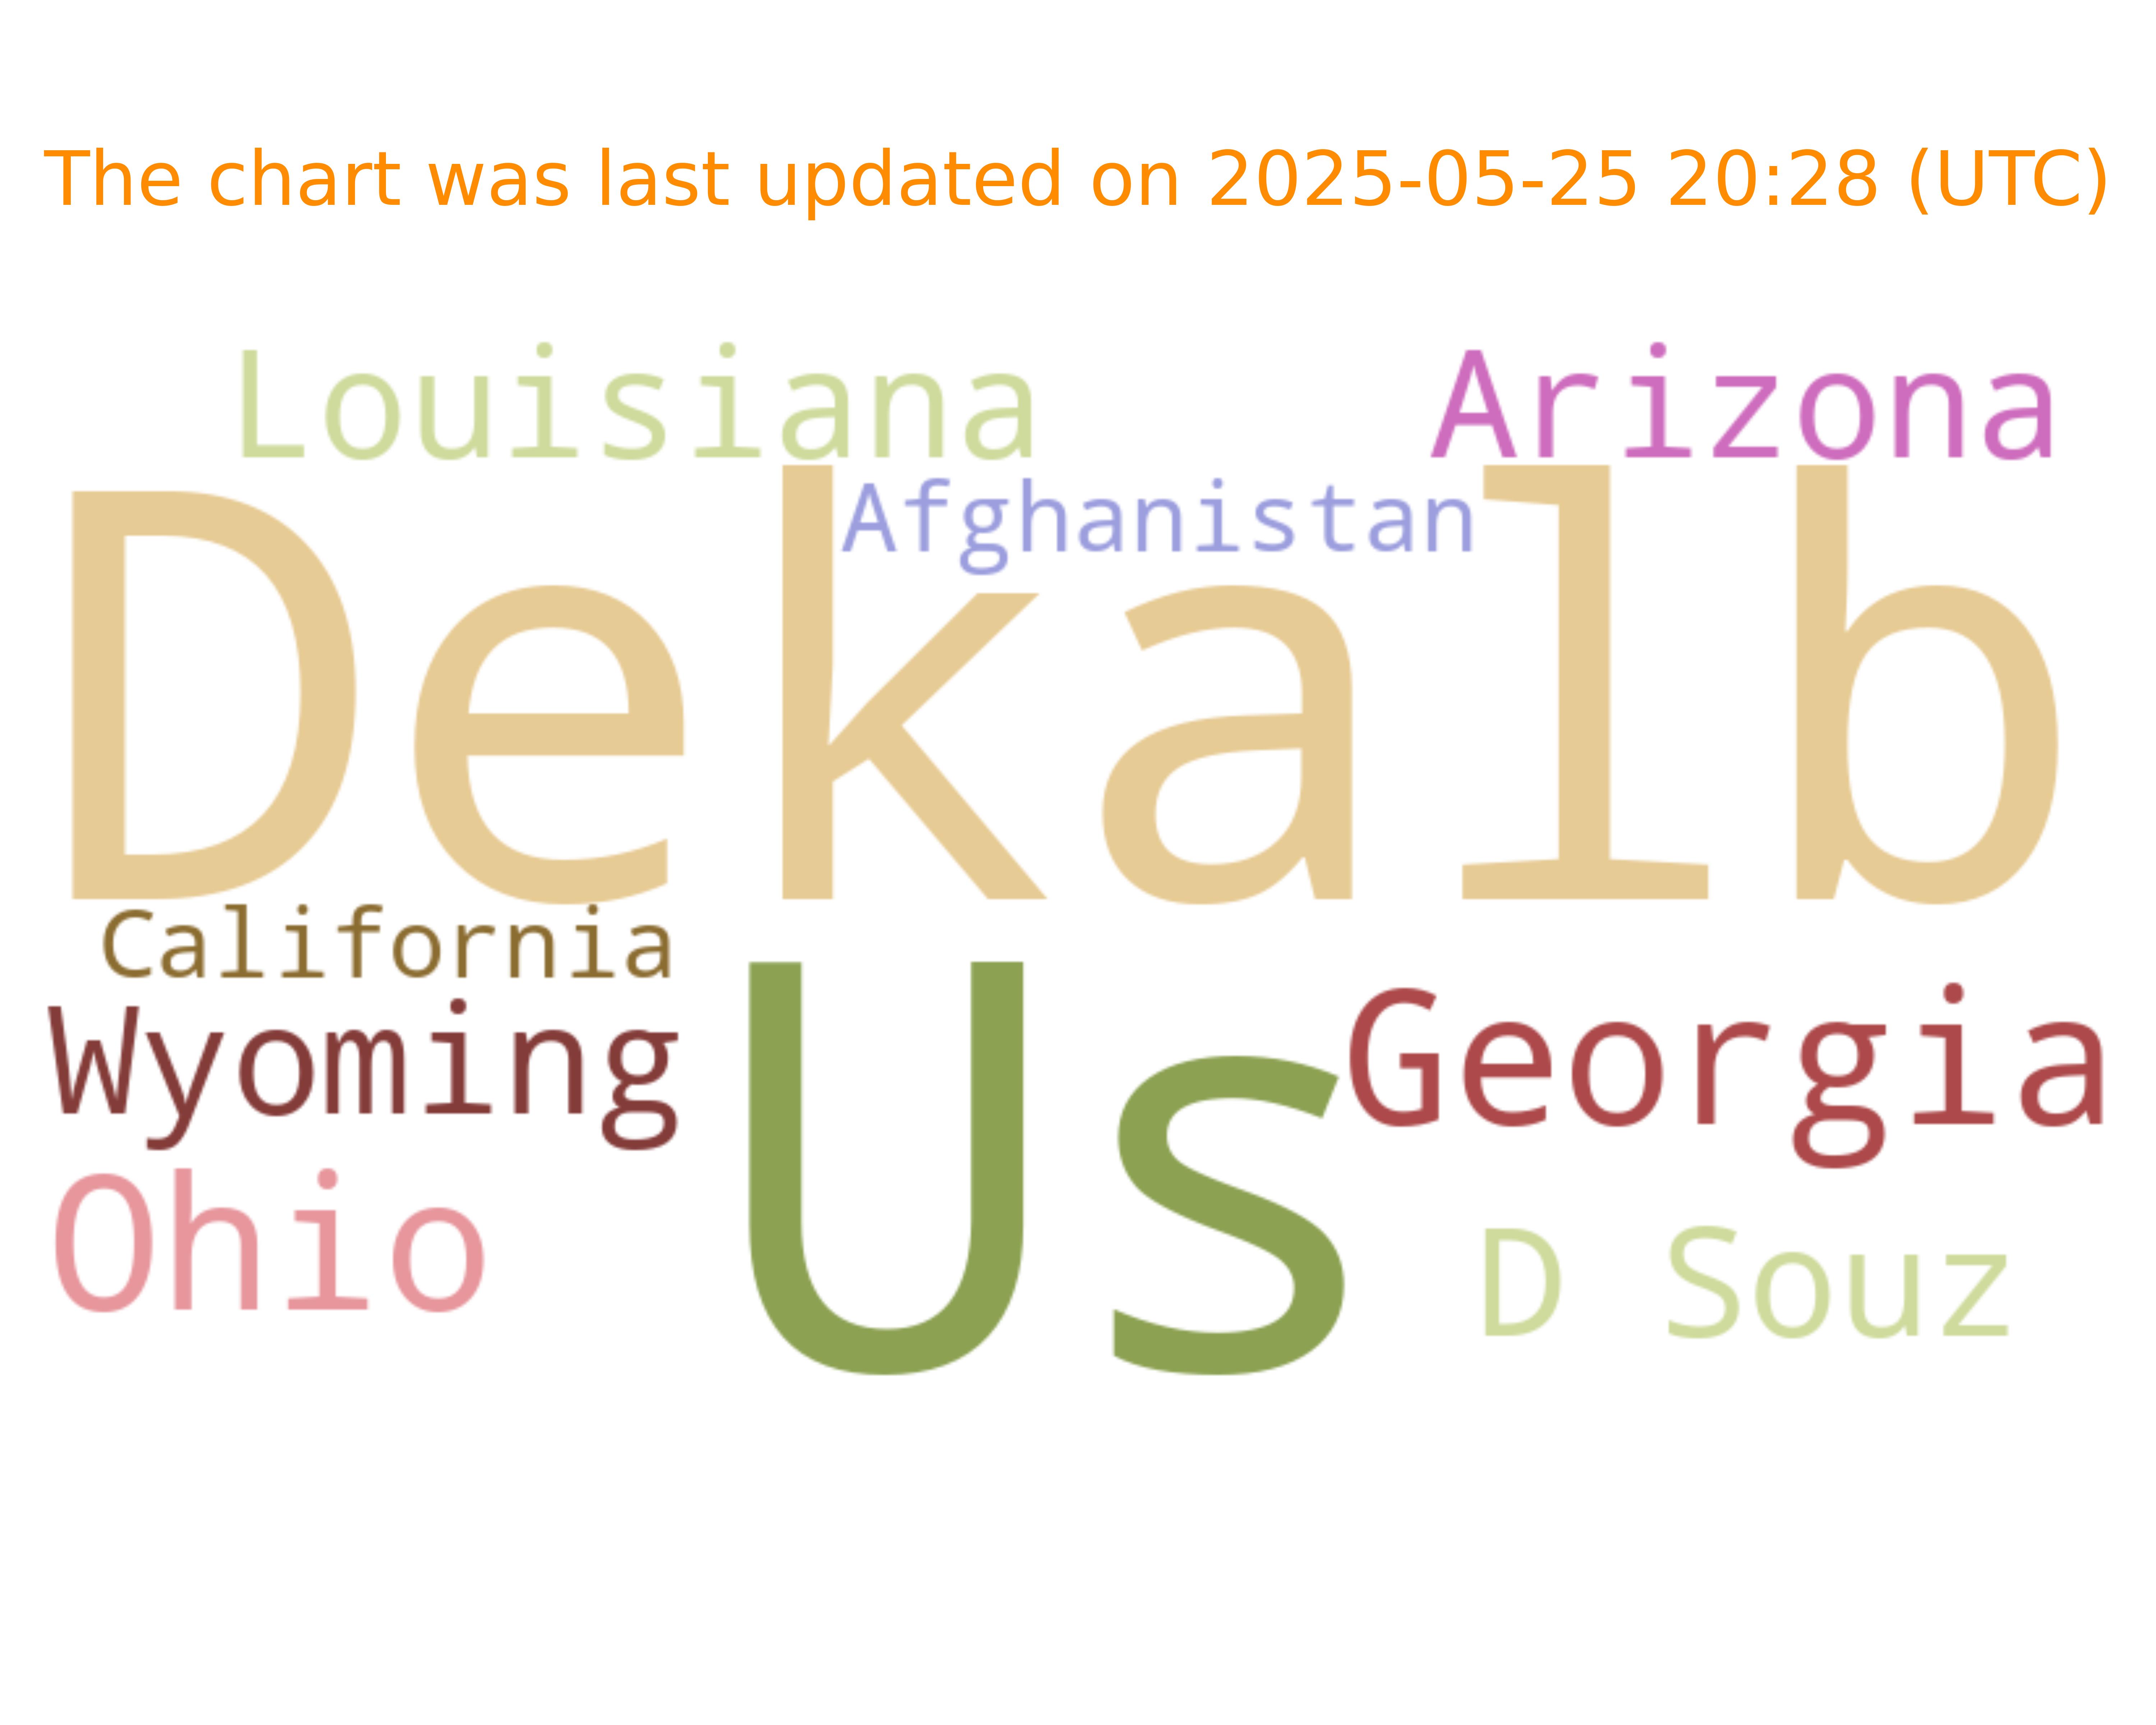 The chart was last updated on 2025-05-25 20:28 (UTC)
Louisiana
Arizona
Afghanistan
Dekalb
California
Us
Georgia
Wyoming
Ohio
D Souz